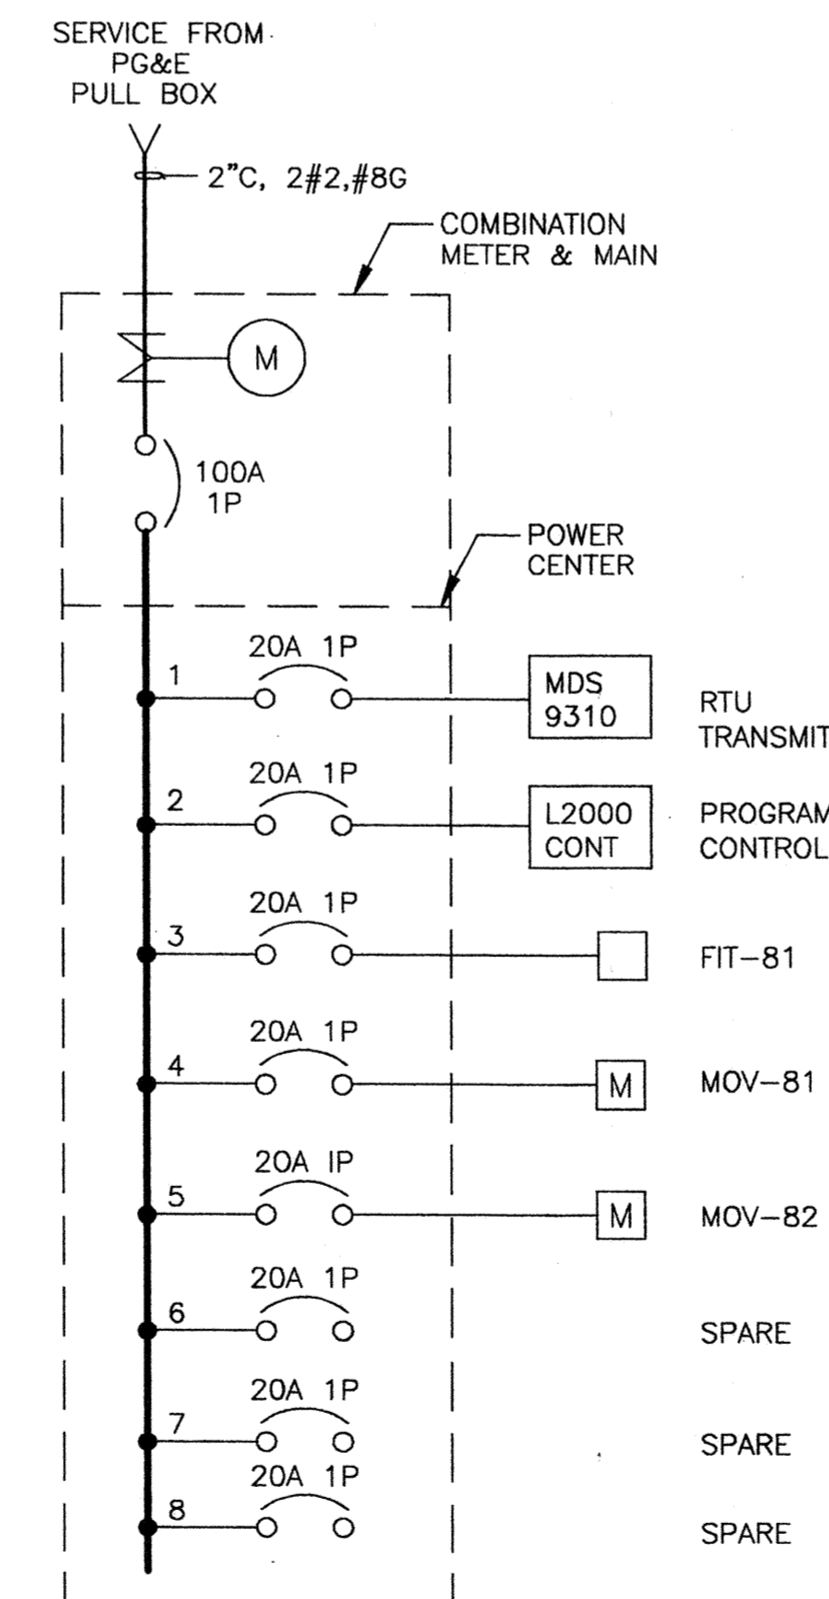 SERVICE FROM
PG&E
PULL BOX
2"C, 2#2,#8G
COMBINATION
METER & MAIN
M
100A
1P
POWER
CENTER
20A 1P
1
MDS
9310
RTU
TRANSMIT
20A 1P
2
L2000
CONT
PROGRAM
CONTROL
20A 1P
3
FIT-81
20A 1P
4
M
MOV-81
20A IP
5
M
MOV-82
20A 1P
6
SPARE
20A 1P
7
SPARE
20A 1P
8
SPARE